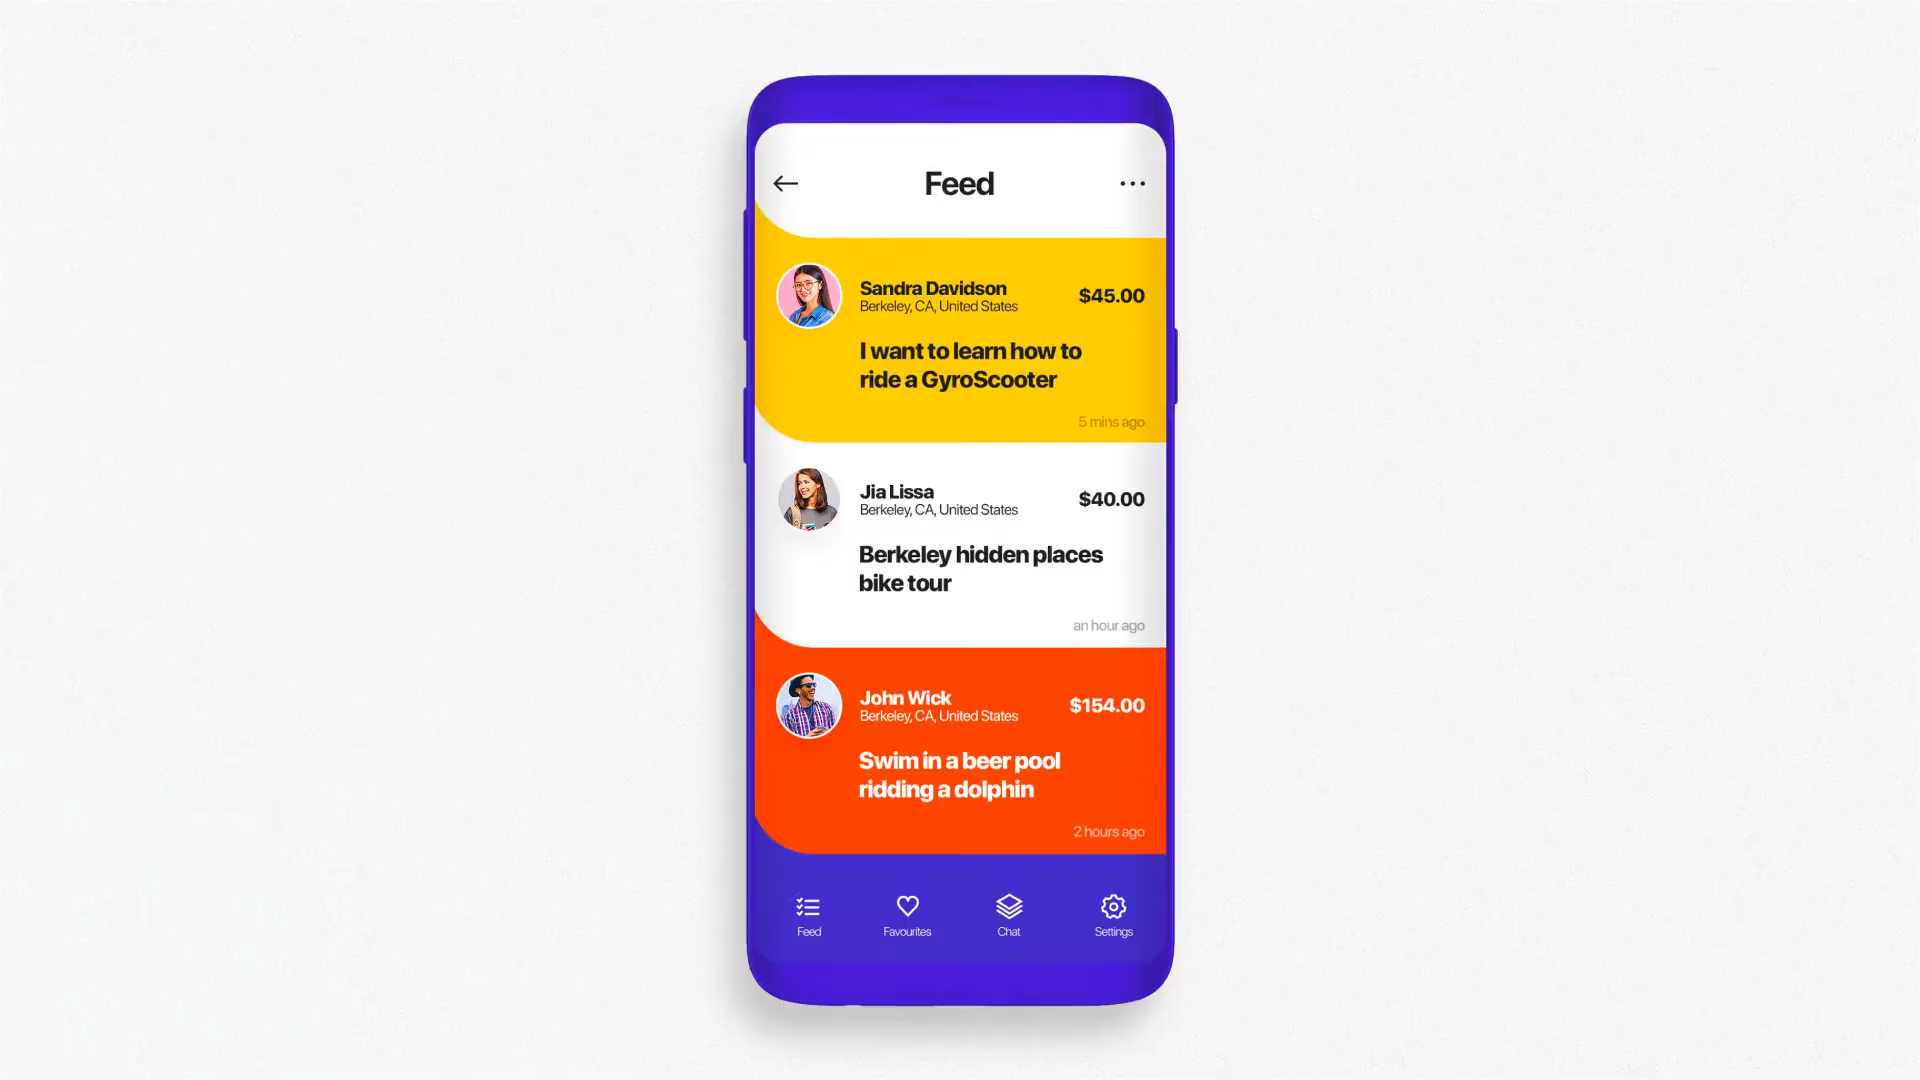 Feed
Sandra Davidson
Berkeley, CA, United States
$45.00
I want to learn how to
ride a GyroScooter
5 mins ago
Jia Lissa
Berkeley, CA, United States
$40.00
Berkeley hidden places
bike tour
an hour ago
John Wick
Berkeley, CA, United States
$154.00
Swim in a beer pool
ridding a dolphin
2 hours ago
Feed
Favourites
Chat
Settings